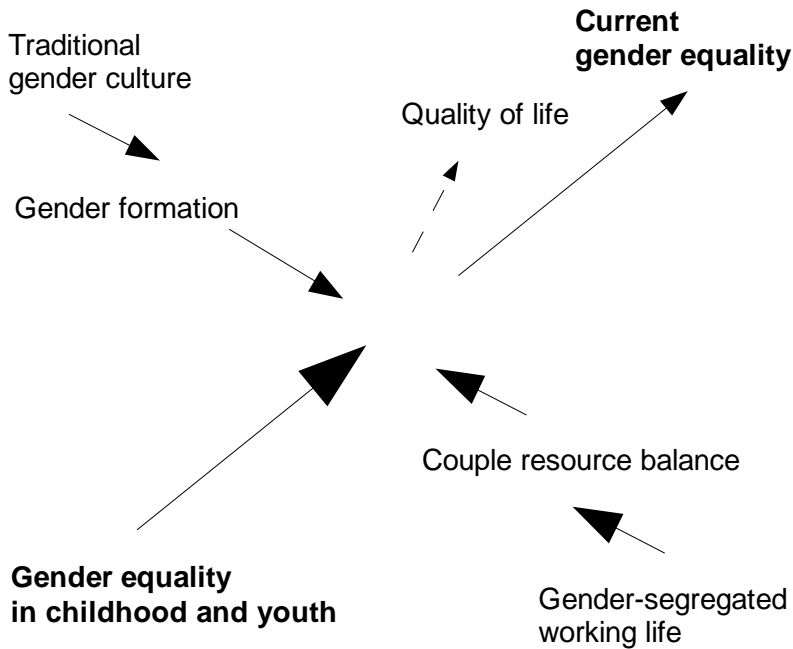 Current
gender equality
Traditional
gender culture
Quality of life
Gender formation
Couple resource balance
Gender equality
in childhood and youth
Gender-segregated
working life